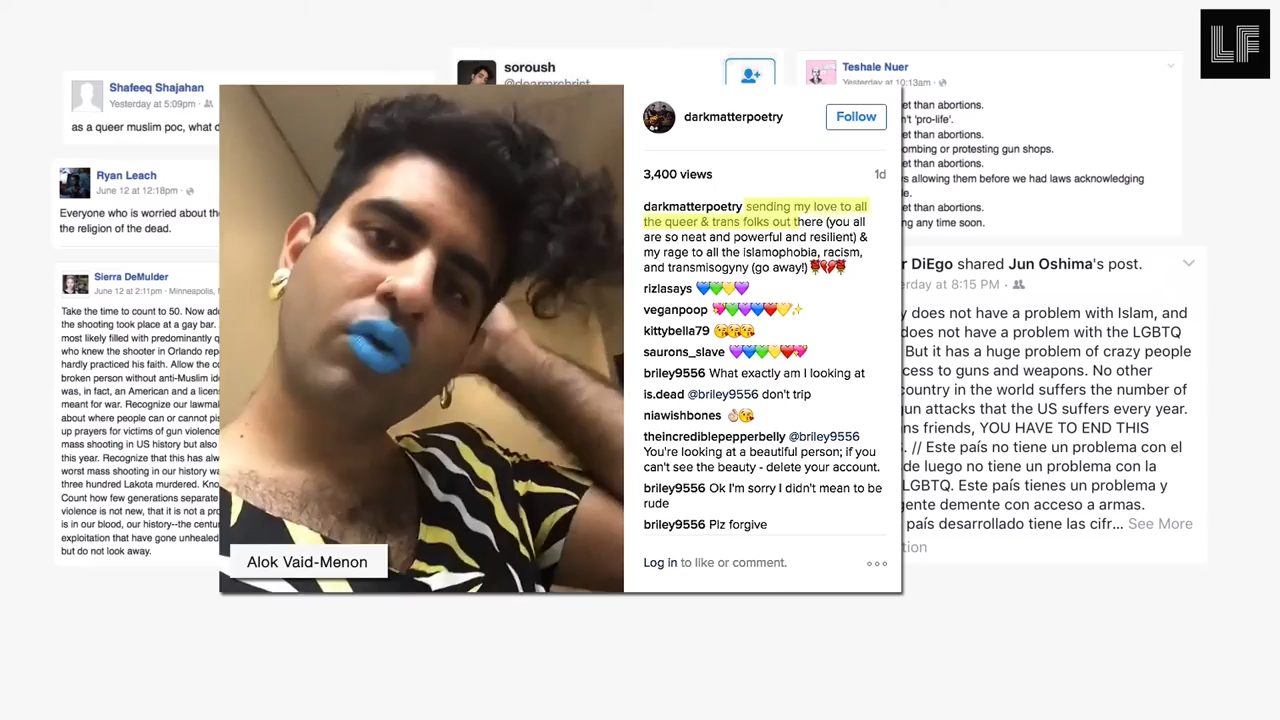 LF
Shafeeq Shajahan
Yesterday at 5:09pm
as a queer muslim poc, what d
Ryan Leach
June 12 at 12:18pm
Everyone who is worried about the
the religion of the dead.
Sierra DeMulder
June 12 at 2:11pm · Minneapolis,
Take the time to count to 50. Now ad
the shooting took place at a gay bar.
most likely filled with predominantly q
who knew the shooter in Orlando rep
hardly practiced his faith. Allow the co
broken person without anti-Muslim id
was, in fact, an American and a licens
meant for war. Recognize our lawmak
about where people can or cannot pi
up prayers for victims of gun violence
mass shooting in US history but also
this year. Recognize that this has alw
worst mass shooting in our history wa
three hundred Lakota murdered. Kno
Count how few generations separate
violence is not new, that it is not a pro
is in our blood, our history--the centu
exploitation that have gone unhealed
but do not look away.
soroush
@dearmrchrist
Alok Vaid-Menon
darkmatterpoetry
Follow
3,400 views
1d
darkmatterpoetry sending my love to all
the queer & trans folks out there (you all
are so neat and powerful and resilient) &
my rage to all the islamophobia, racism,
and transmisogyny (go away!)🌹💔🌹
rizlasays 💙💚💛💜
veganpoop 💖💚💜💙❤️💛✨
kittybella79 😘😘😘
saurons_slave 💜💙💚💛❤️💖
briley9556 What exactly am I looking at
is.dead @briley9556 don't trip
niawishbones 👌🏼😘
theincrediblepepperbelly @briley9556
You're looking at a beautiful person; if you
can't see the beauty - delete your account.
briley9556 Ok I'm sorry I didn't mean to be
rude
briley9556 Plz forgive
Log in to like or comment.
Teshale Nuer
Yesterday at 10:13am
et than abortions.
n't 'pro-life'.
et than abortions.
ombing or protesting gun shops.
et than abortions.
s allowing them before we had laws acknowledging
e.
et than abortions.
ng any time soon.
r DiEgo shared Jun Oshima's post.
erday at 8:15 PM
y does not have a problem with Islam, and
does not have a problem with the LGBTQ
But it has a huge problem of crazy people
ccess to guns and weapons. No other
country in the world suffers the number of
gun attacks that the US suffers every year.
ns friends, YOU HAVE TO END THIS
. // Este país no tiene un problema con el
de luego no tiene un problema con la
LGBTQ. Este país tienes un problema y
gente demente con acceso a armas.
país desarrollado tiene las cifr... See More
tion